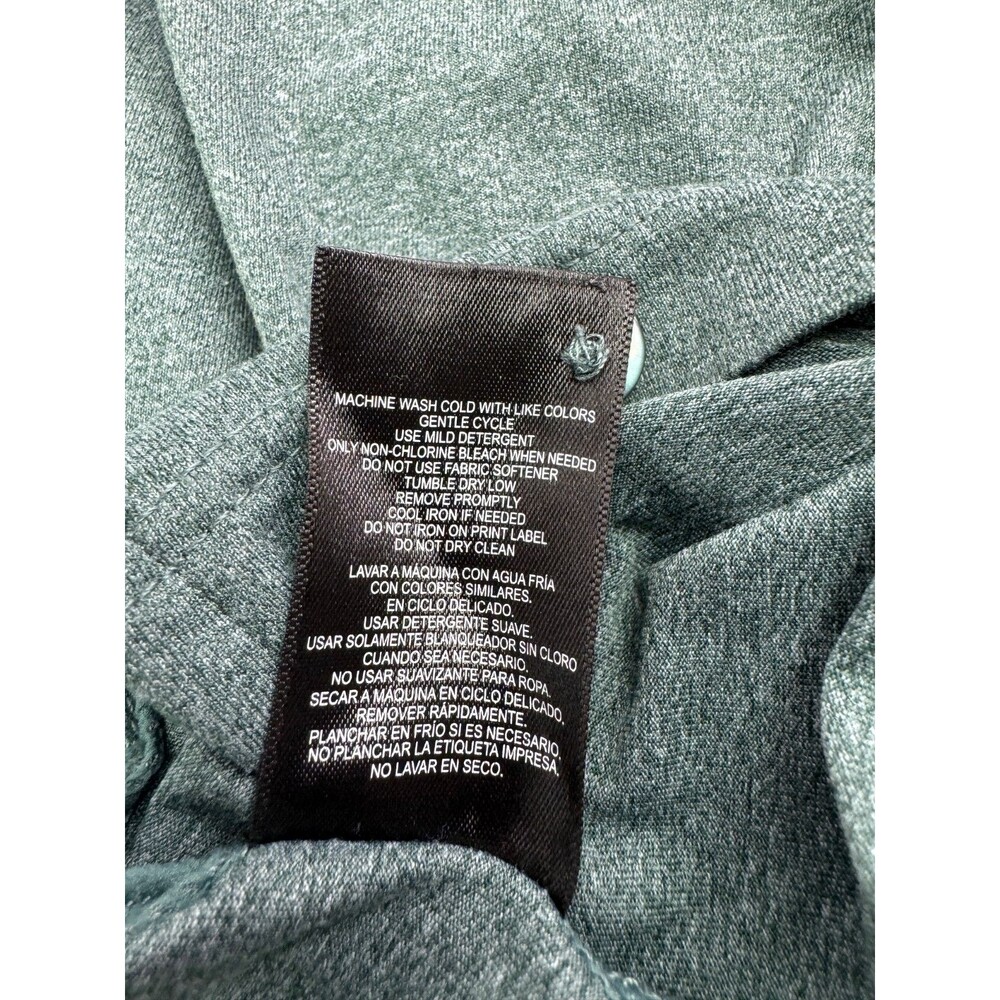 MACHINE WASH COLD WITH LIKE COLORS
GENTLE CYCLE
USE MILD DETERGENT
ONLY NON-CHLORINE BLEACH WHEN NEEDED
DO NOT USE FABRIC SOFTENER
TUMBLE DRY LOW
REMOVE PROMPTLY
COOL IRON IF NEEDED
DO NOT IRON ON PRINT LABEL
DO NOT DRY CLEAN
LAVAR A MÁQUINA CON AGUA FRÍA
CON COLORES SIMILARES.
EN CICLO DELICADO.
USAR DETERGENTE SUAVE.
USAR SOLAMENTE BLANQUEADOR SIN CLORO
CUANDO SEA NECESARIO.
NO USAR SUAVIZANTE PARA ROPA.
SECAR A MÁQUINA EN CICLO DELICADO.
REMOVER RÁPIDAMENTE.
PLANCHAR EN FRÍO SI ES NECESARIO.
NO PLANCHAR LA ETIQUETA IMPRESA.
NO LAVAR EN SECO.